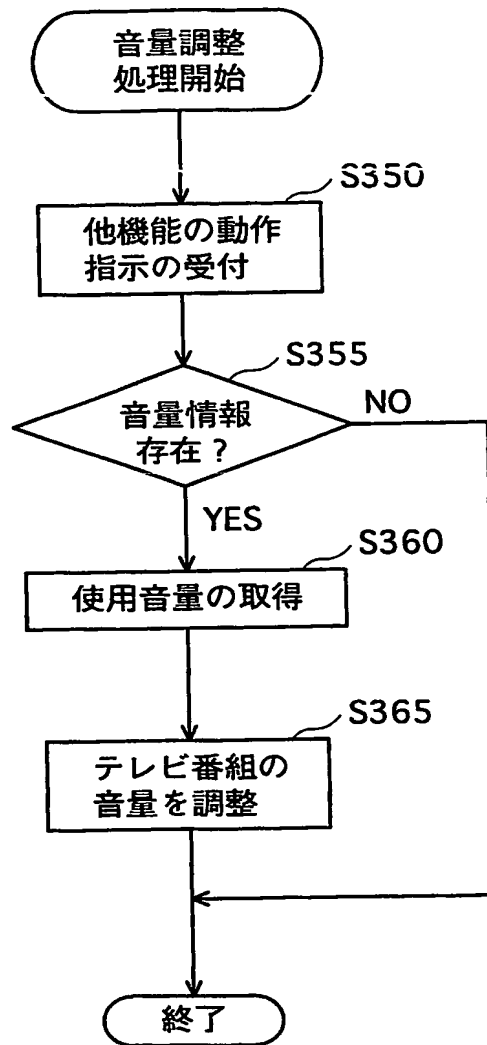 音量調整
処理開始
S350
他機能の動作
指示の受付
S355
音量情報
存在？
NO
YES
S360
使用音量の取得
S365
テレビ番組の
音量を調整
終了